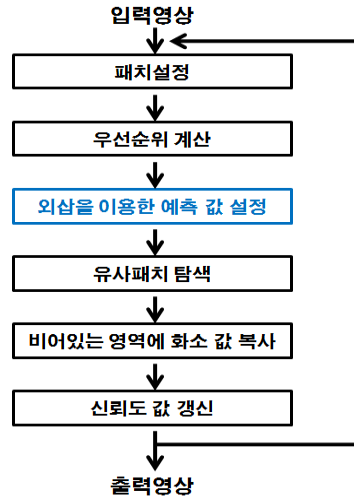 입력영상
패치설정
우선순위 계산
외삽을 이용한 예측 값 설정
유사패치 탐색
비어있는 영역에 화소 값 복사
신뢰도 값 갱신
출력영상